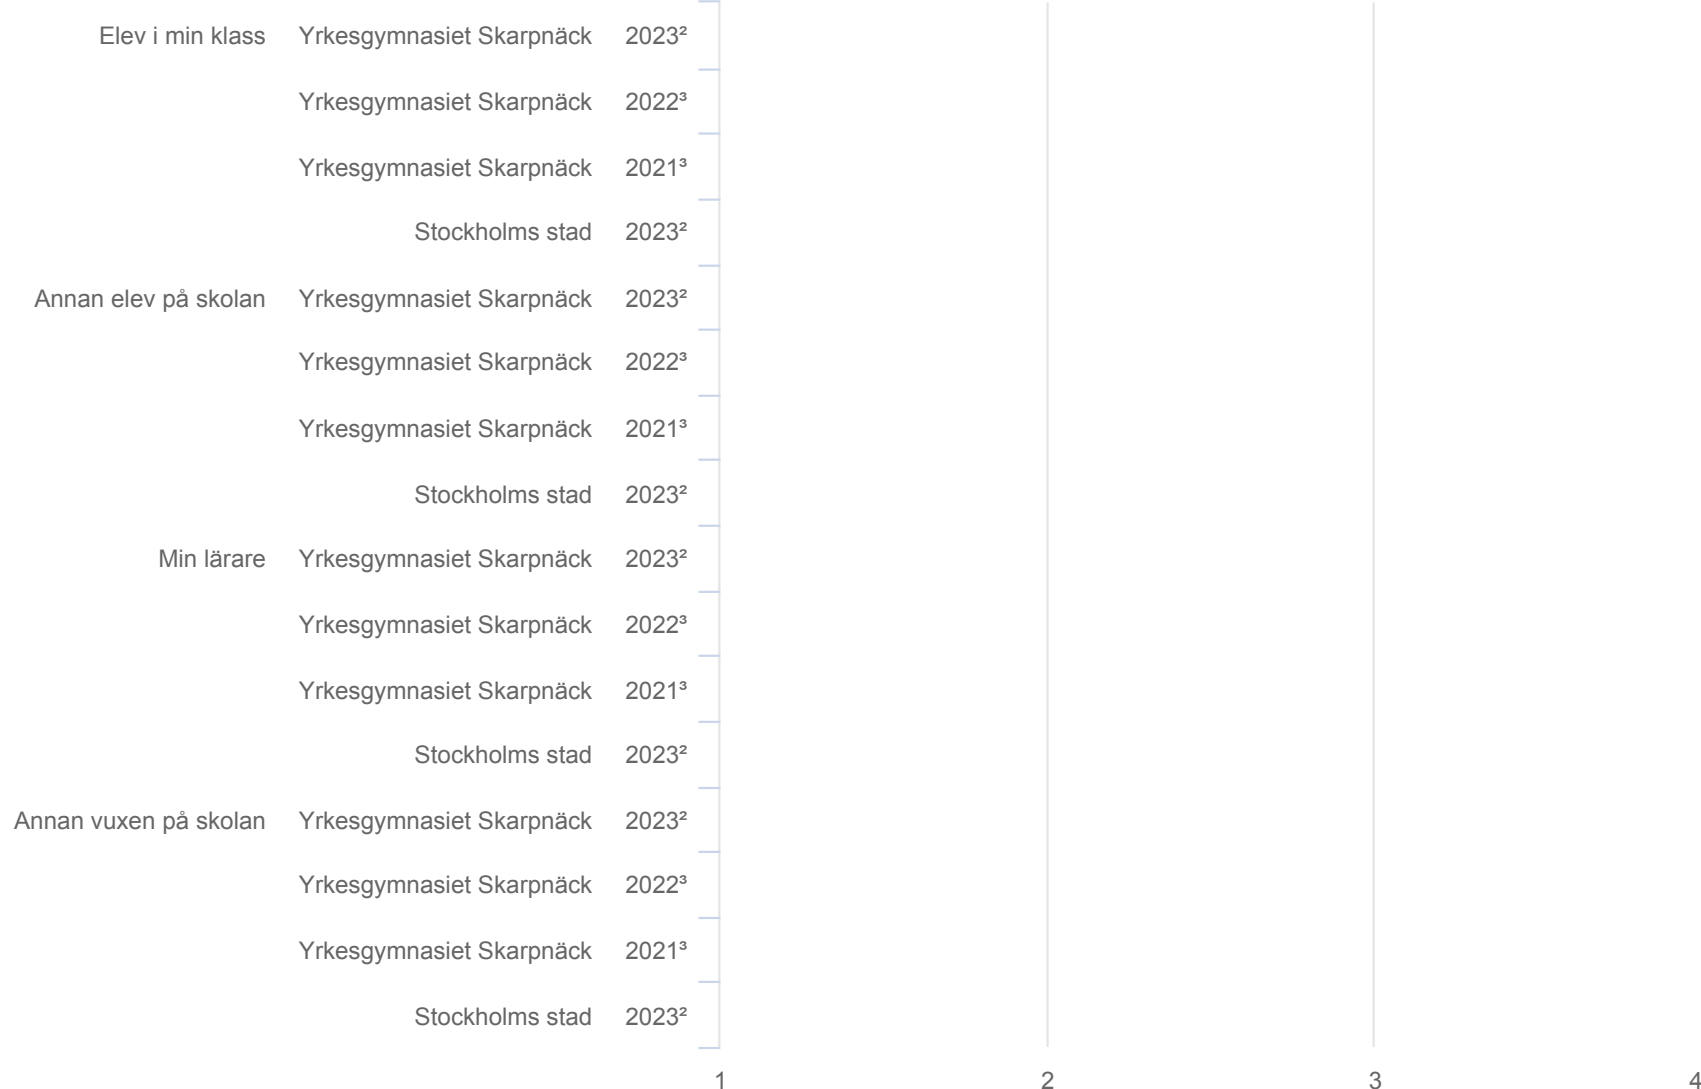 Elev i min klass Yrkesgymnasiet Skarpnäck 2023²
Yrkesgymnasiet Skarpnäck 2022³
Yrkesgymnasiet Skarpnäck 2021³
Stockholms stad 2023²
Annan elev på skolan Yrkesgymnasiet Skarpnäck 2023²
Yrkesgymnasiet Skarpnäck 2022³
Yrkesgymnasiet Skarpnäck 2021³
Stockholms stad 2023²
Min lärare Yrkesgymnasiet Skarpnäck 2023²
Yrkesgymnasiet Skarpnäck 2022³
Yrkesgymnasiet Skarpnäck 2021³
Stockholms stad 2023²
Annan vuxen på skolan Yrkesgymnasiet Skarpnäck 2023²
Yrkesgymnasiet Skarpnäck 2022³
Yrkesgymnasiet Skarpnäck 2021³
Stockholms stad 2023²
1 2 3 4